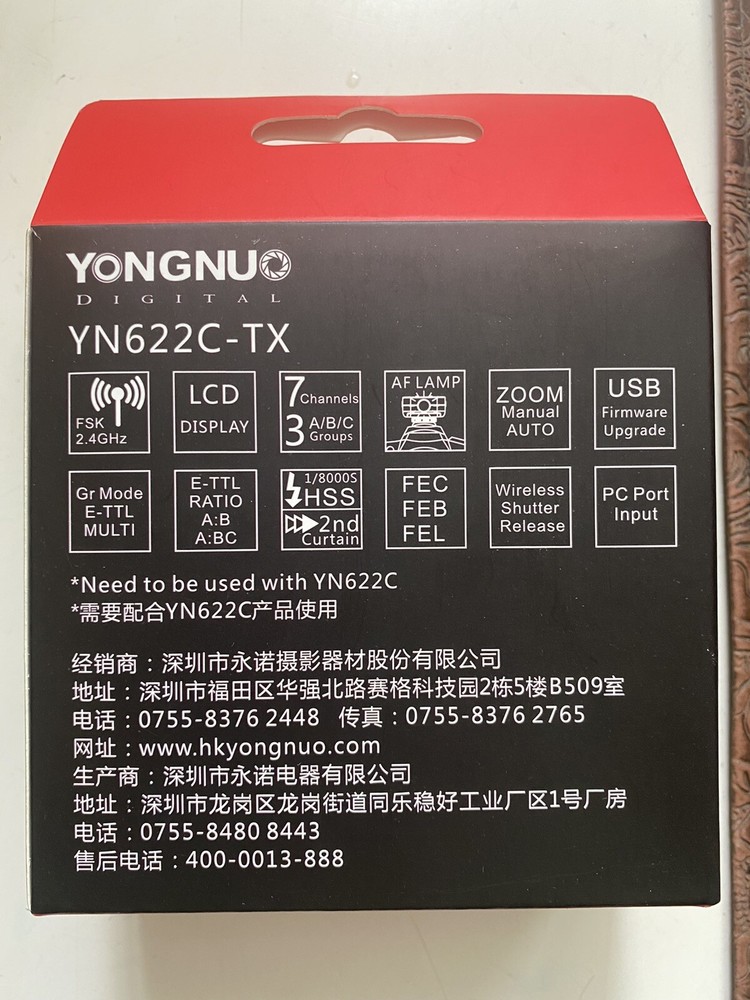 YONGNUO
DIGITAL
YN622C-TX
FSK
2.4GHz
LCD
DISPLAY
7 Channels
3 A/B/C
Groups
AF LAMP
ZOOM
Manual
AUTO
USB
Firmware
Upgrade
Gr Mode
E-TTL
MULTI
E-TTL
RATIO
A:B
A:BC
1/8000S
HSS
2nd
Curtain
FEC
FEB
FEL
Wireless
Shutter
Release
PC Port
Input
*Need to be used with YN622C
*需要配合YN622C产品使用
经销商：深圳市永诺摄影器材股份有限公司
地址：深圳市福田区华强北路赛格科技园2栋5楼B509室
电话：0755-8376 2448 传真：0755-8376 2765
网址：www.hkyongnuo.com
生产商：深圳市永诺电器有限公司
地址：深圳市龙岗区龙岗街道同乐稳好工业厂区1号厂房
电话：0755-8480 8443
售后电话：400-0013-888